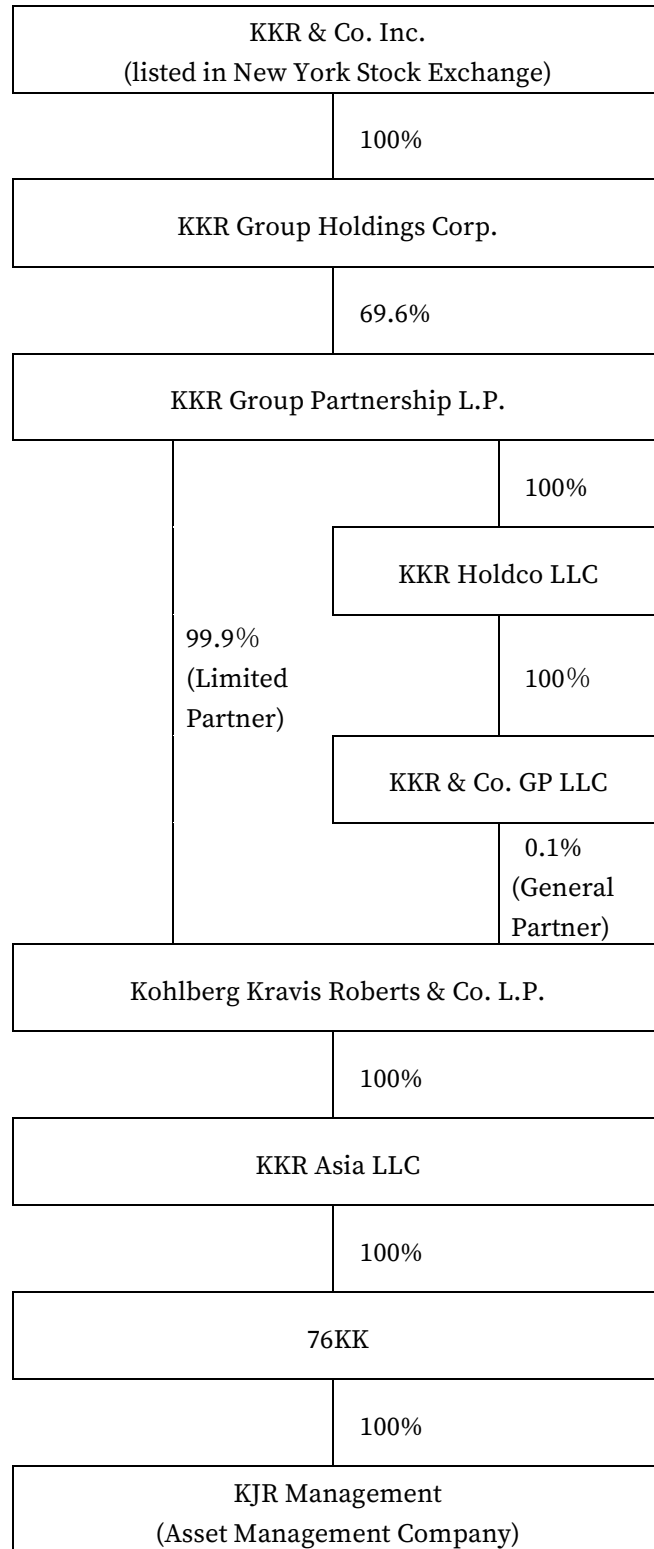 KKR & Co. Inc.
(listed in New York Stock Exchange)
100%
KKR Group Holdings Corp.
69.6%
KKR Group Partnership L.P.
100%
KKR Holdco LLC
99.9%
(Limited
Partner)
100%
KKR & Co. GP LLC
0.1%
(General
Partner)
Kohlberg Kravis Roberts & Co. L.P.
100%
KKR Asia LLC
100%
76KK
100%
KJR Management
(Asset Management Company)